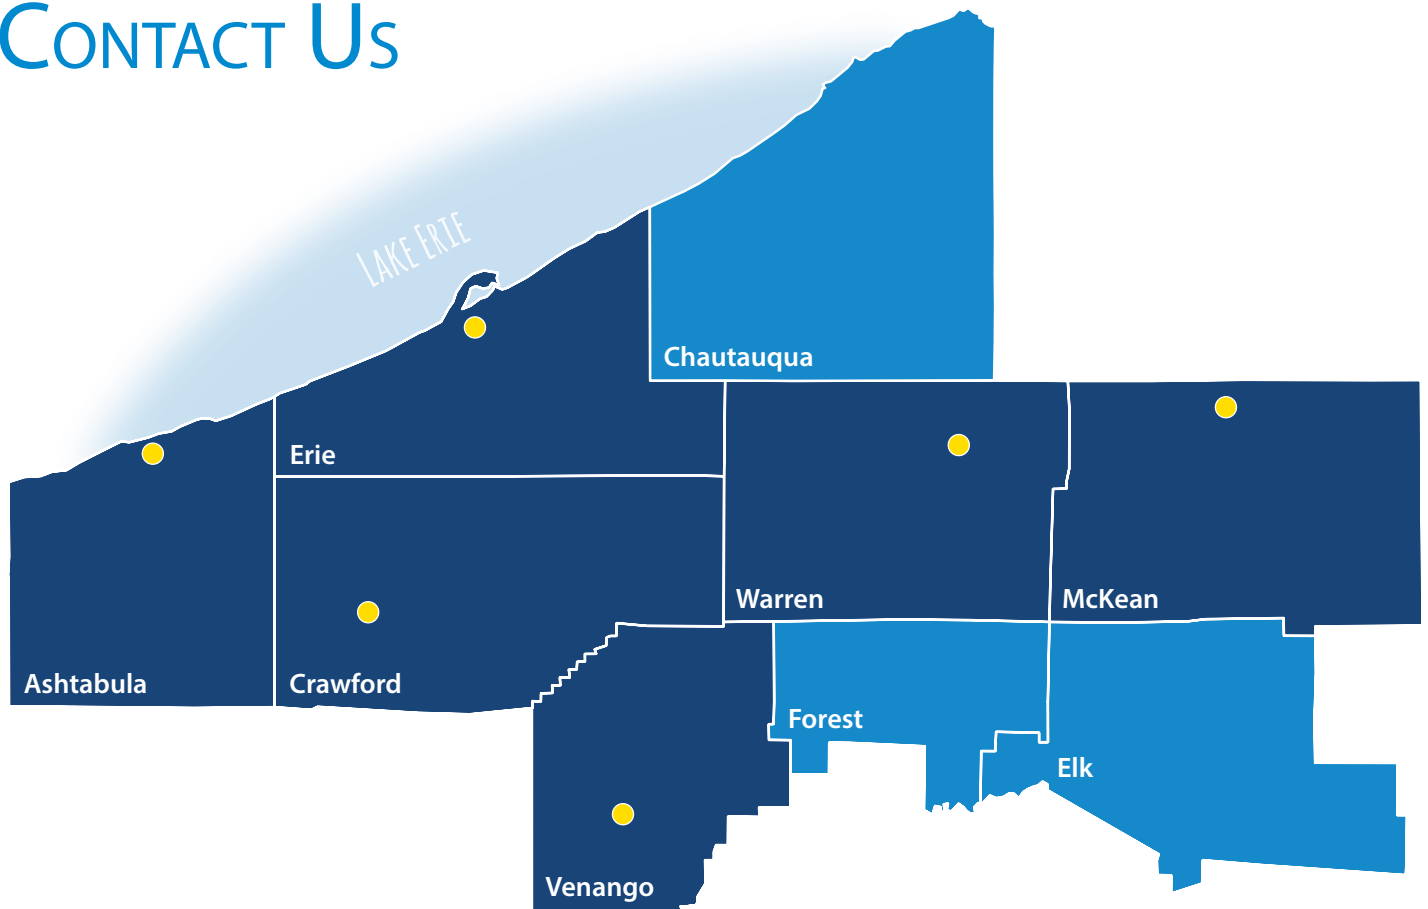 Contact Us
Lake Erie
Chautauqua
Erie
Warren
McKean
Ashtabula
Crawford
Forest
Elk
Venango